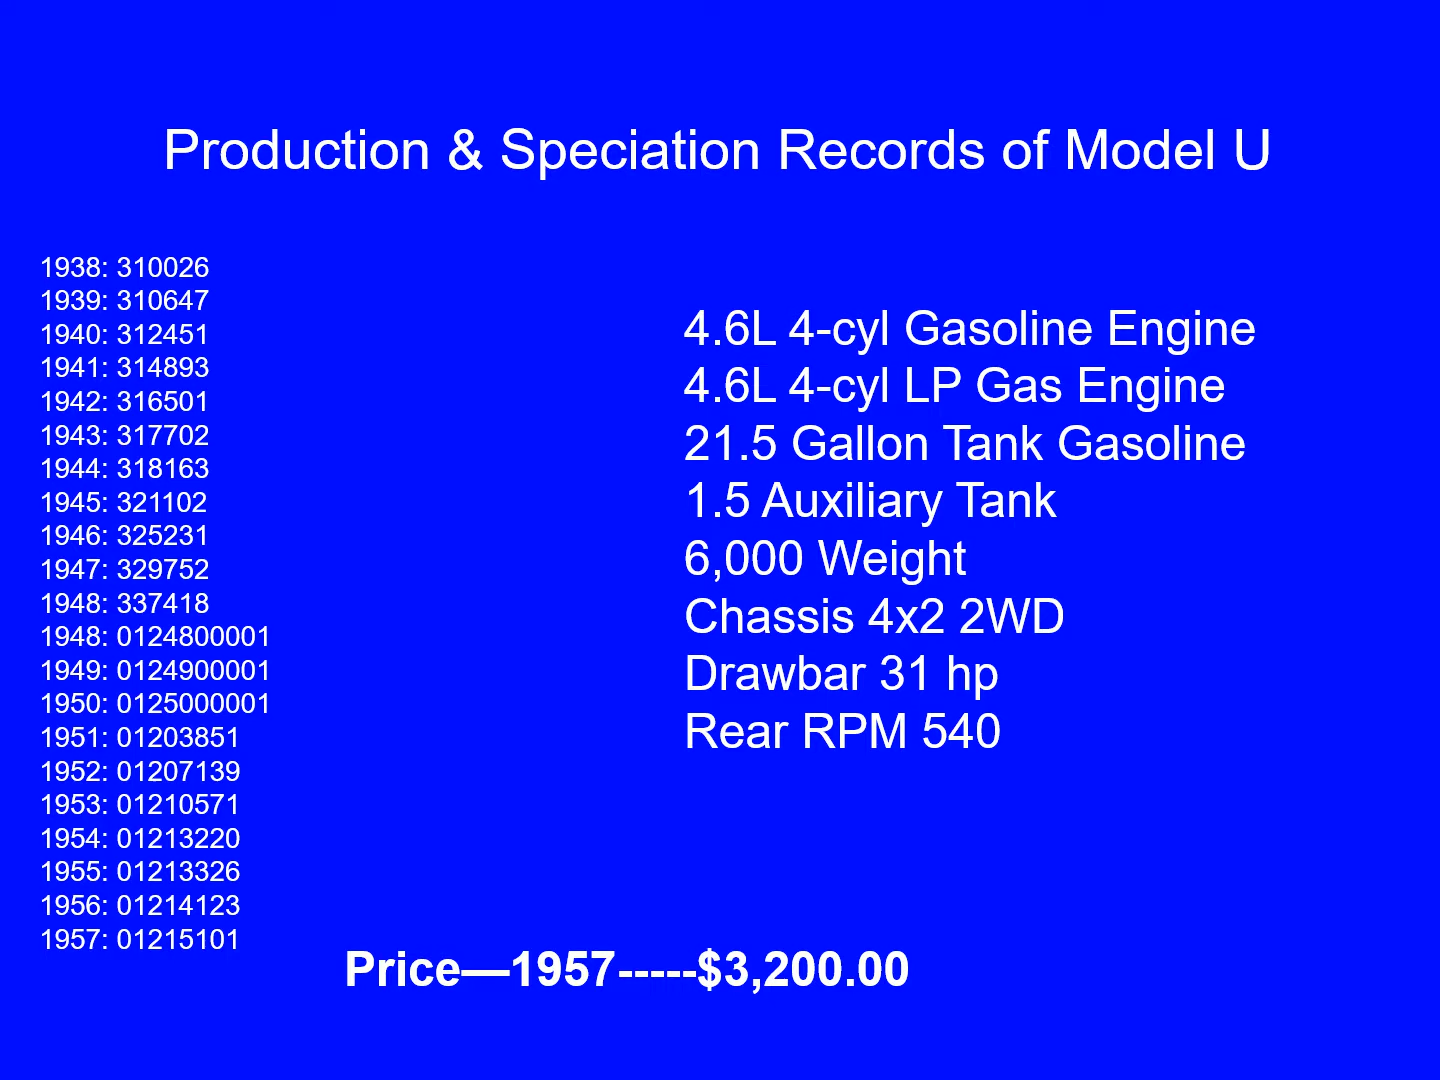 Production & Speciation Records of Model U
1938: 310026
1939: 310647
1940: 312451
1941: 314893
1942: 316501
1943: 317702
1944: 318163
1945: 321102
1946: 325231
1947: 329752
1948: 337418
1948: 0124800001
1949: 0124900001
1950: 0125000001
1951: 01203851
1952: 01207139
1953: 01210571
1954: 01213220
1955: 01213326
1956: 01214123
1957: 01215101
4.6L 4-cyl Gasoline Engine
4.6L 4-cyl LP Gas Engine
21.5 Gallon Tank Gasoline
1.5 Auxiliary Tank
6,000 Weight
Chassis 4x2 2WD
Drawbar 31 hp
Rear RPM 540
Price—1957-----$3,200.00